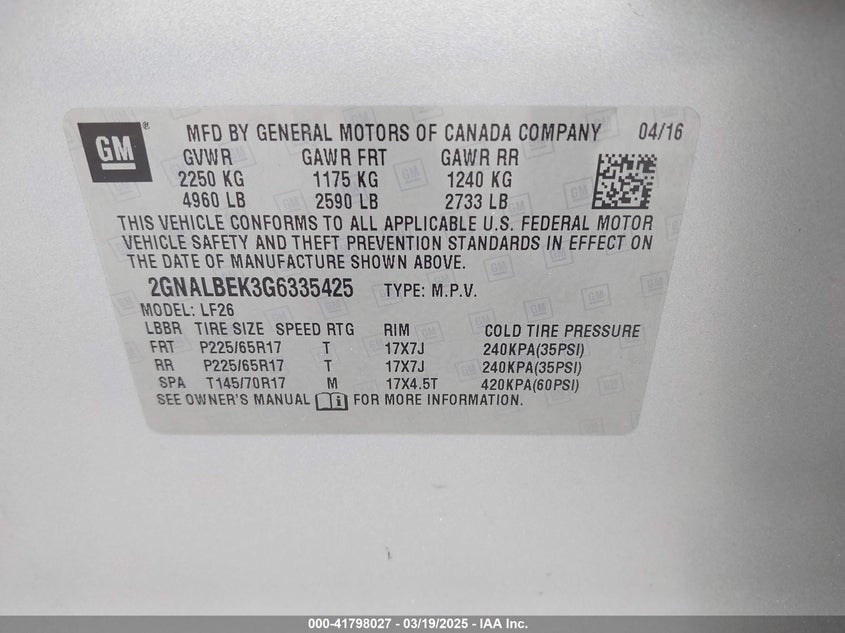 GM ® MFD BY GENERAL MOTORS OF CANADA COMPANY 04/16
GVWR GAWR FRT GAWR RR
2250 KG 1175 KG 1240 KG
4960 LB 2590 LB 2733 LB
THIS VEHICLE CONFORMS TO ALL APPLICABLE U.S. FEDERAL MOTOR
VEHICLE SAFETY AND THEFT PREVENTION STANDARDS IN EFFECT ON
THE DATE OF MANUFACTURE SHOWN ABOVE.
2GNALBEK3G6335425 TYPE: M.P.V.
MODEL: LF26
LBBR TIRE SIZE SPEED RTG RIM COLD TIRE PRESSURE
FRT P225/65R17 T 17X7J 240KPA(35PSI)
RR P225/65R17 T 17X7J 240KPA(35PSI)
SPA T145/70R17 M 17X4.5T 420KPA(60PSI)
SEE OWNER'S MANUAL i FOR MORE INFORMATION.
000-41798027 — 03/19/2025 — IAA Inc.